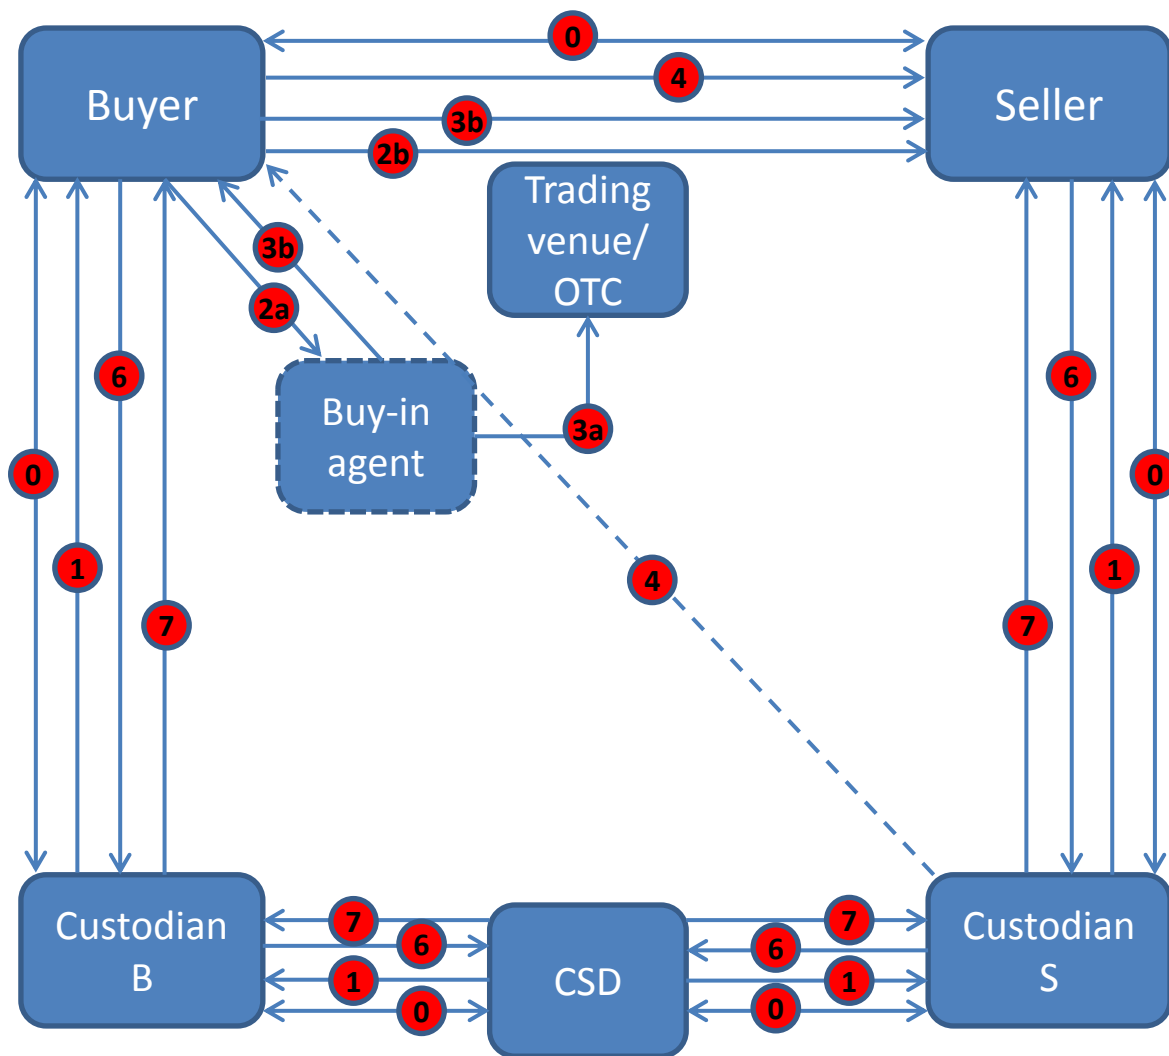 0
Buyer
4
Seller
3b
2b
Trading
venue/
OTC
3b
2a
6
6
Buy-in
agent
3a
0
0
1
4
1
7
7
Custodian
B
7
7
Custodian
S
6
6
CSD
1
1
0
0